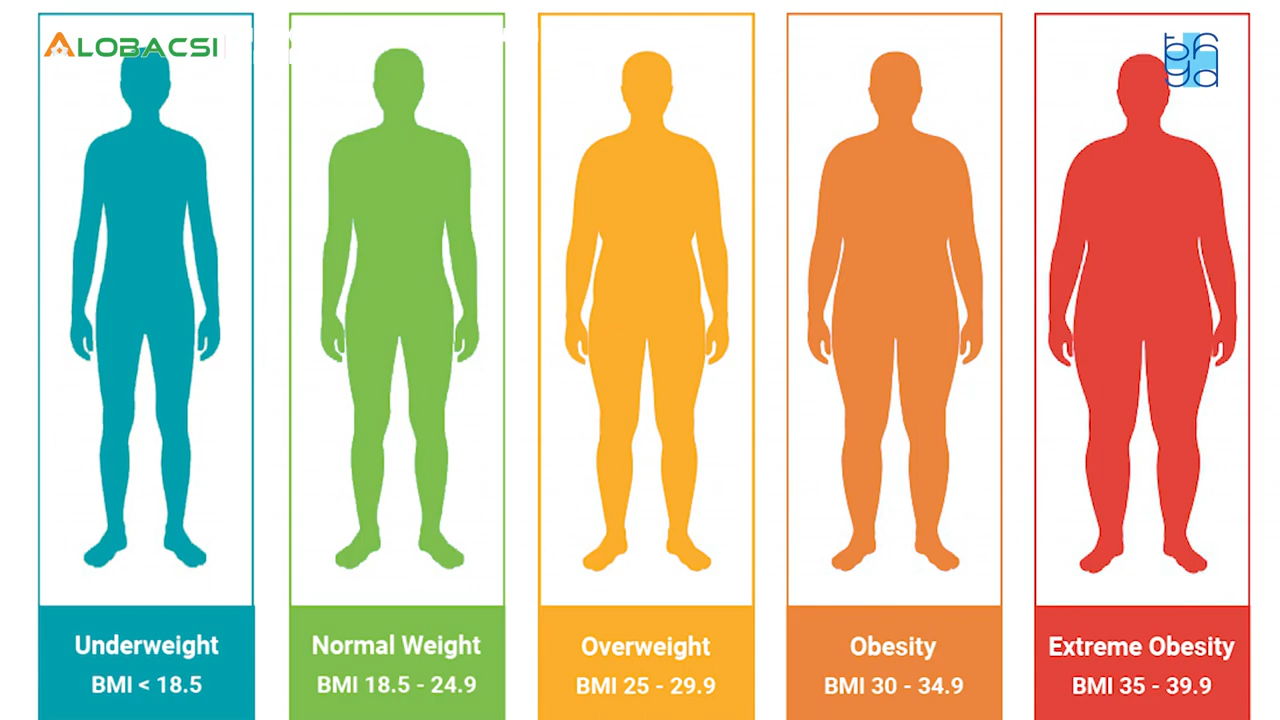 ALOBACSI
Underweight
BMI < 18.5
Normal Weight
BMI 18.5 - 24.9
Overweight
BMI 25 - 29.9
Obesity
BMI 30 - 34.9
Extreme Obesity
BMI 35 - 39.9